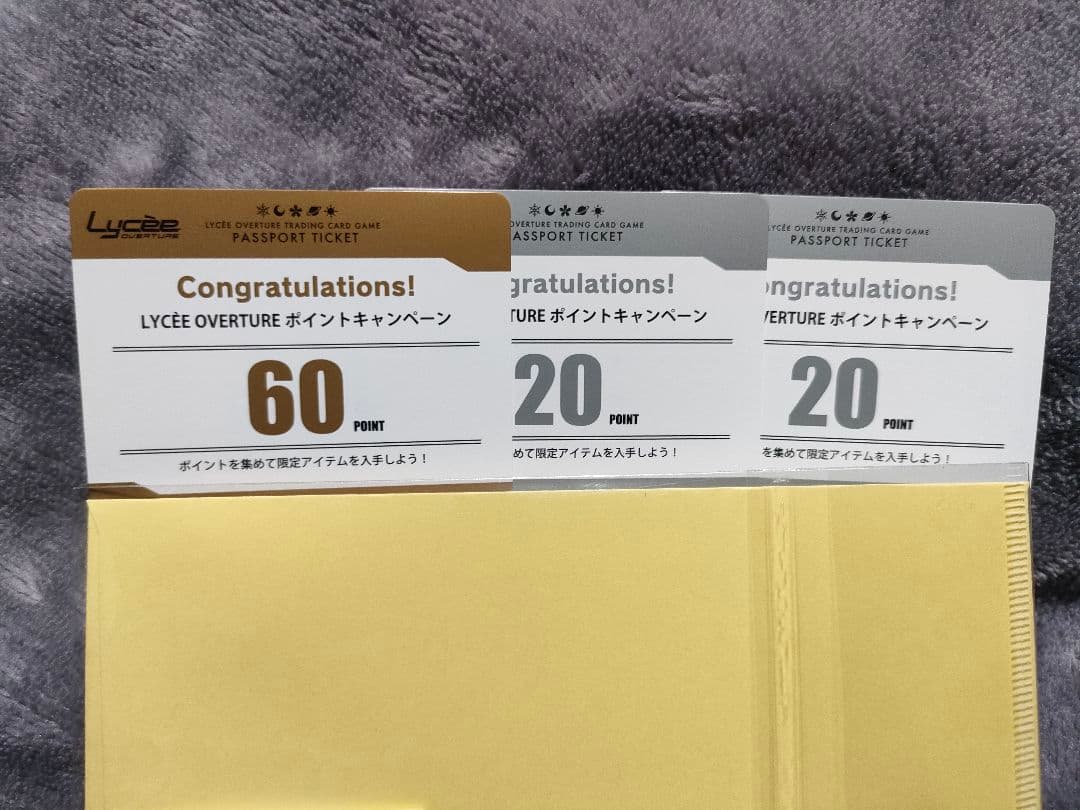 Lycèe
OVERTURE
LYCÈE OVERTURE TRADING CARD GAME
PASSPORT TICKET
Congratulations!
LYCÈE OVERTURE ポイントキャンペーン
60 POINT
ポイントを集めて限定アイテムを入手しよう！
OVERTURE TRADING CARD GAME
ASSPORT TICKET
gratulations!
TURE ポイントキャンペーン
20 POINT
めて限定アイテムを入手しよう！
LYCÈE OVERTURE TRADING CARD GAME
PASSPORT TICKET
ongratulations!
VERTURE ポイントキャンペーン
20 POINT
を集めて限定アイテムを入手しよう！